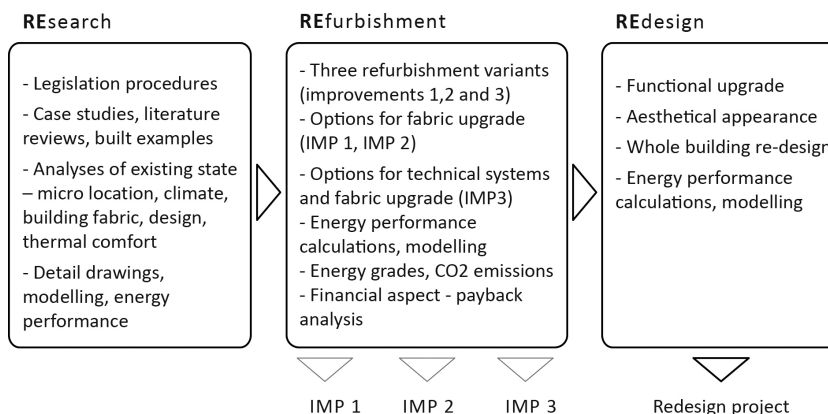 REsearch
- Legislation procedures
- Case studies, literature
reviews, built examples
- Analyses of existing state
– micro location, climate,
building fabric, design,
thermal comfort
- Detail drawings,
modelling, energy
performance
REfurbishment
- Three refurbishment variants
(improvements 1,2 and 3)
- Options for fabric upgrade
(IMP 1, IMP 2)
- Options for technical systems
and fabric upgrade (IMP3)
- Energy performance
calculations, modelling
- Energy grades, CO2 emissions
- Financial aspect - payback
analysis
IMP 1
IMP 2
IMP 3
REdesign
- Functional upgrade
- Aesthetical appearance
- Whole building re-design
- Energy performance
calculations, modelling
Redesign project